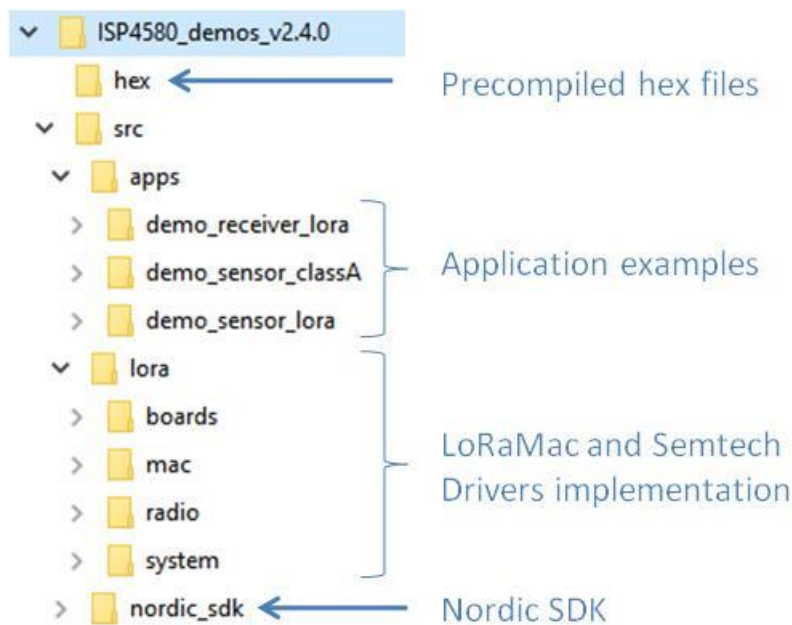 ISP4580_demos_v2.4.0
hex
Precompiled hex files
src
apps
demo_receiver_lora
demo_sensor_classA
Application examples
demo_sensor_lora
lora
boards
mac
LoRaMac and Semtech
Drivers implementation
radio
system
nordic_sdk
Nordic SDK